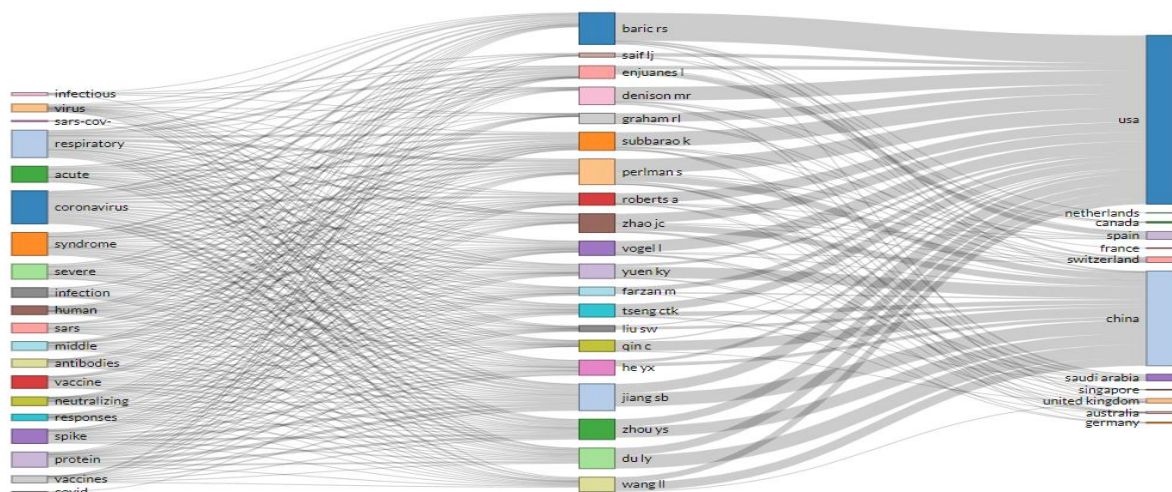 infectious
virus
sars-cov-
respiratory
acute
coronavirus
syndrome
severe
infection
human
sars
middle
antibodies
vaccine
neutralizing
responses
spike
protein
vaccines
covid
baric rs
saif lj
enjuanes l
denison mr
graham rl
subbarao k
perlman s
roberts a
zhao jc
vogel l
yuen ky
farzan m
tseng ctk
liu sw
qin c
he yx
jiang sb
zhou ys
du ly
wang ll
usa
netherlands
canada
spain
france
switzerland
china
saudi arabia
singapore
united kingdom
australia
germany